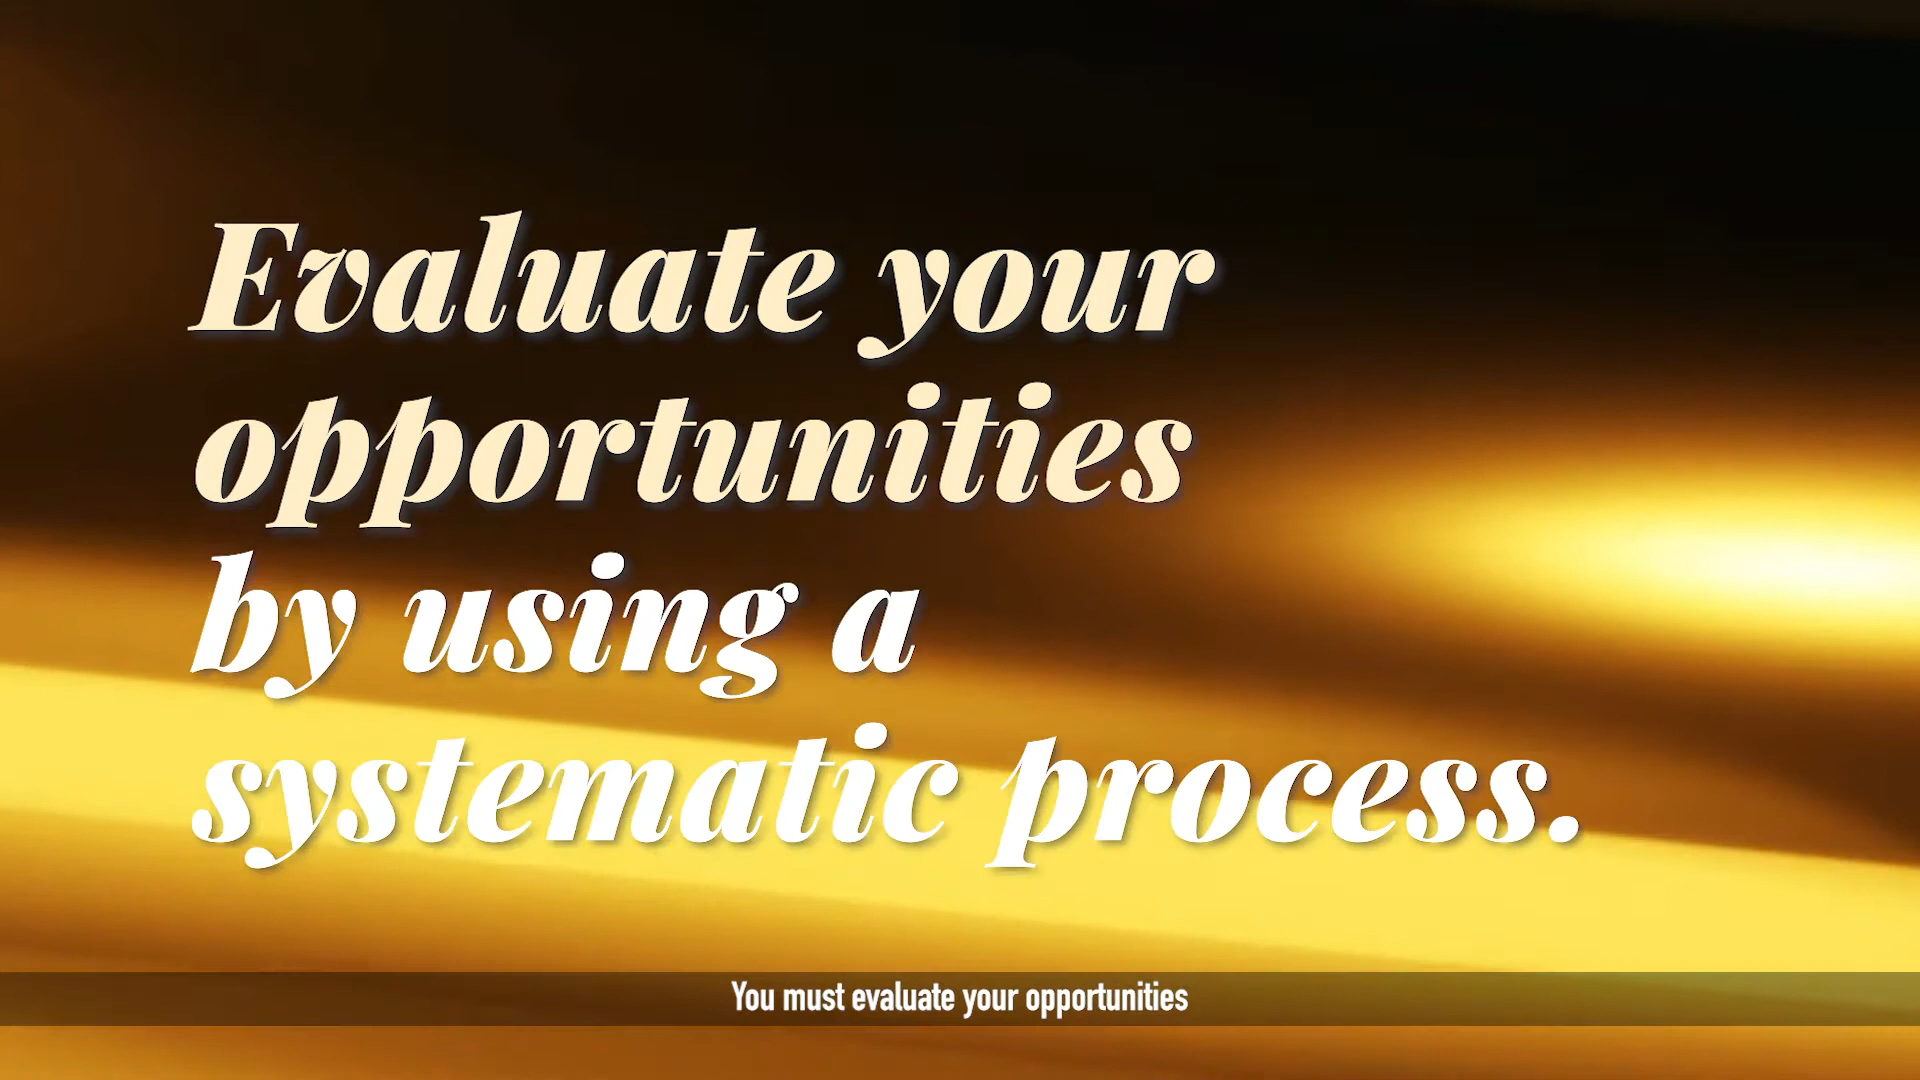 Evaluate your
opportunities
by using a
systematic process.
You must evaluate your opportunities